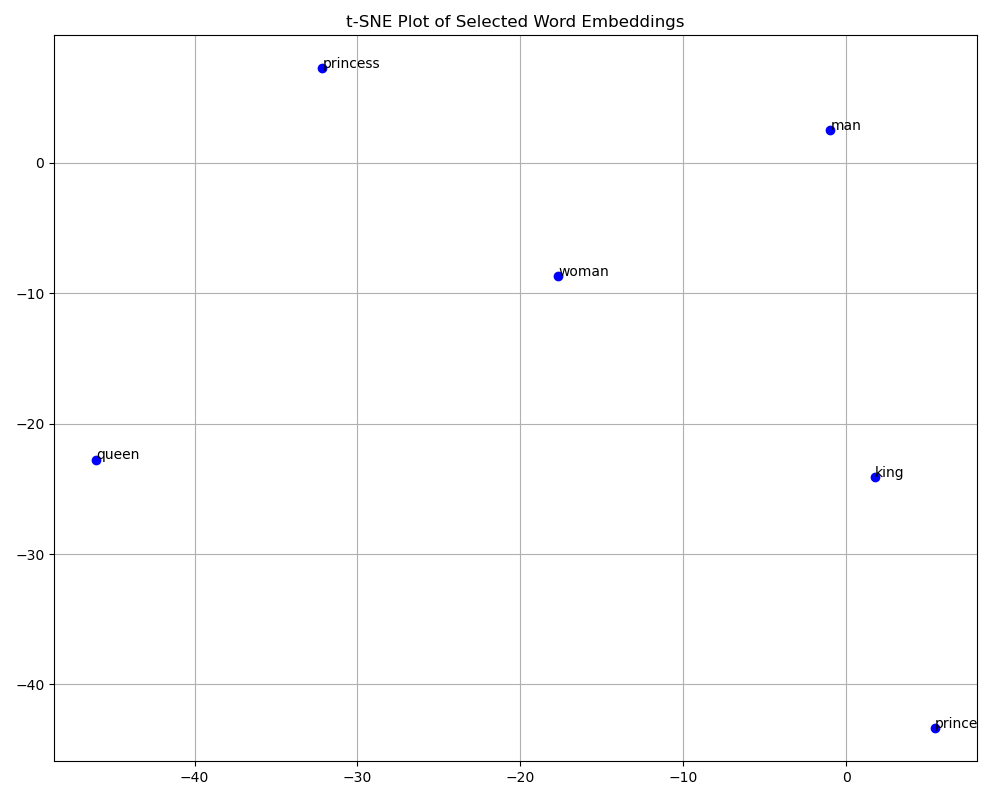 t-SNE Plot of Selected Word Embeddings
princess
man
0
woman
−10
−20
queen
king
−30
−40
prince
−40 −30 −20 −10 0